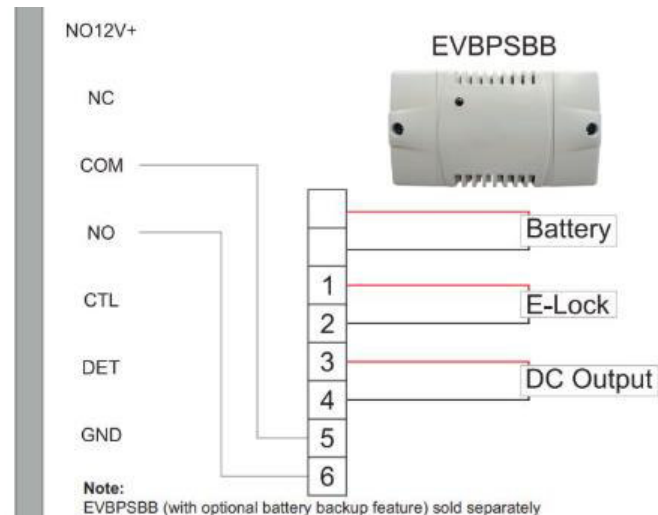 NO12V+
EVBPSBB
NC
COM
NO
Battery
CTL
1
E-Lock
2
DET
3
DC Output
4
GND
5
6
Note:
EVBPSBB (with optional battery backup feature) sold separately